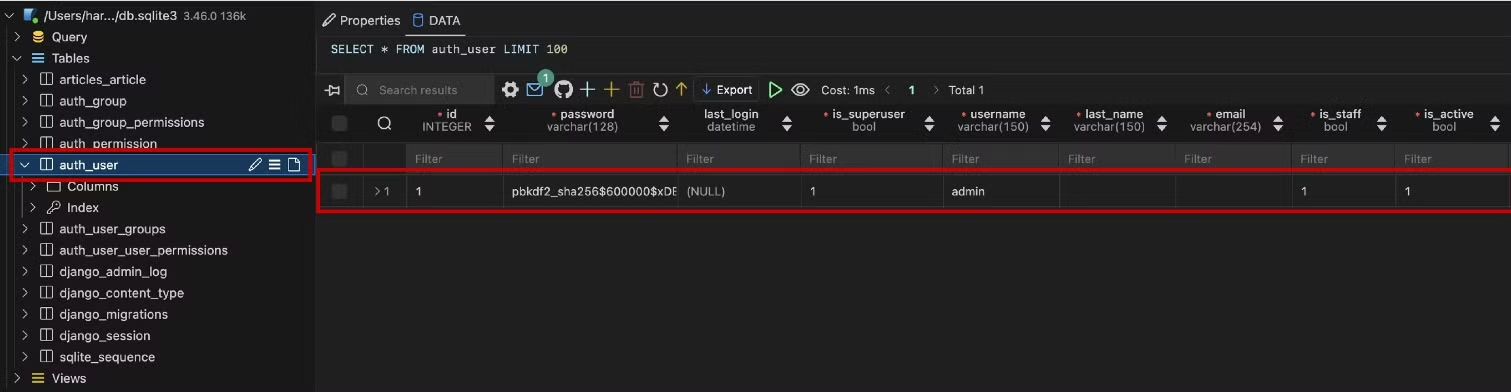 /Users/har.../db.sqlite3 3.46.0 136k
Query
Tables
articles_article
auth_group
auth_group_permissions
auth_permission
auth_user
Columns
Index
auth_user_groups
auth_user_user_permissions
django_admin_log
django_content_type
django_migrations
django_session
sqlite_sequence
Views
Properties DATA
SELECT * FROM auth_user LIMIT 100
Search results 1 Export Cost: 1ms < 1 > Total 1
* id * password last_login * is_superuser * username * last_name * email * is_staff * is_active
INTEGER varchar(128) datetime bool varchar(150) varchar(150) varchar(254) bool bool
Filter Filter Filter Filter Filter Filter Filter Filter Filter
> 1 1 pbkdf2_sha256$600000$xDE (NULL) 1 admin 1 1